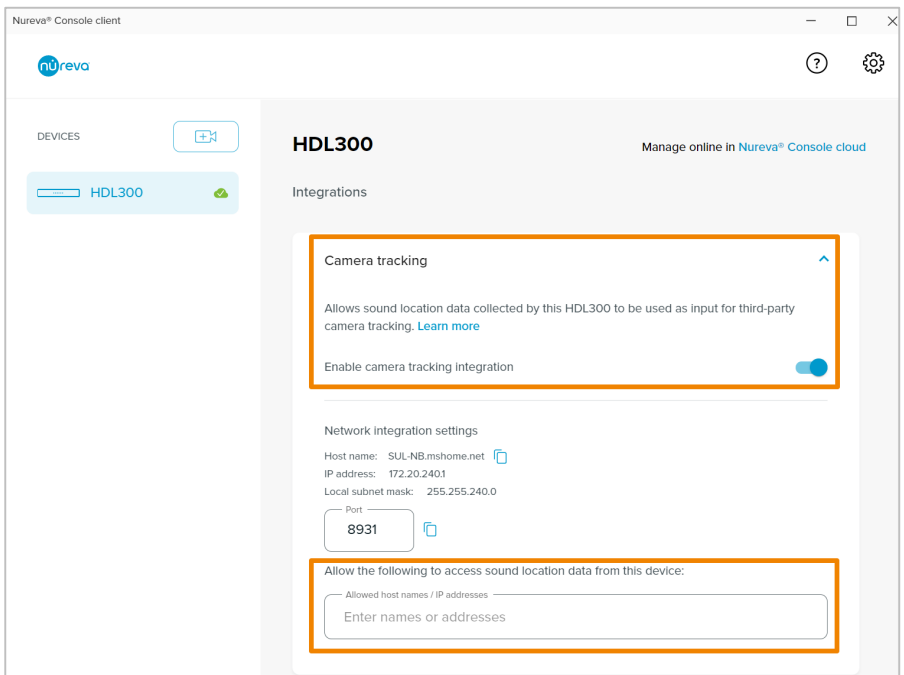 Nureva® Console client
nureva
?
DEVICES
HDL300
HDL300
Manage online in Nureva® Console cloud
Integrations
Camera tracking
Allows sound location data collected by this HDL300 to be used as input for third-party
camera tracking. Learn more
Enable camera tracking integration
Network integration settings
Host name: SUL-NB.mshome.net
IP address: 172.20.240.1
Local subnet mask: 255.255.240.0
Port
8931
Allow the following to access sound location data from this device:
Allowed host names / IP addresses
Enter names or addresses